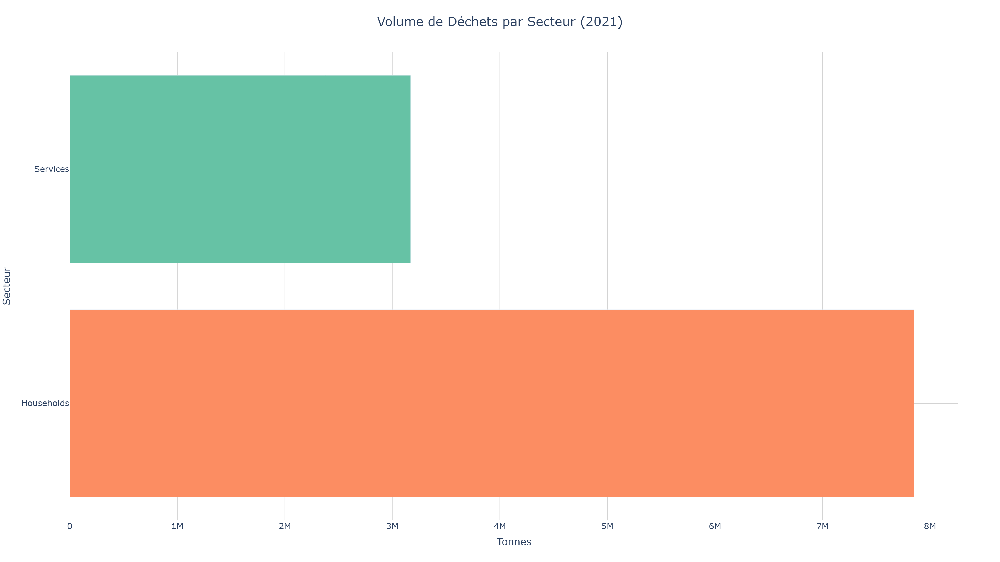 Volume de Déchets par Secteur (2021)
Secteur
Services
Households
0 1M 2M 3M 4M 5M 6M 7M 8M
Tonnes